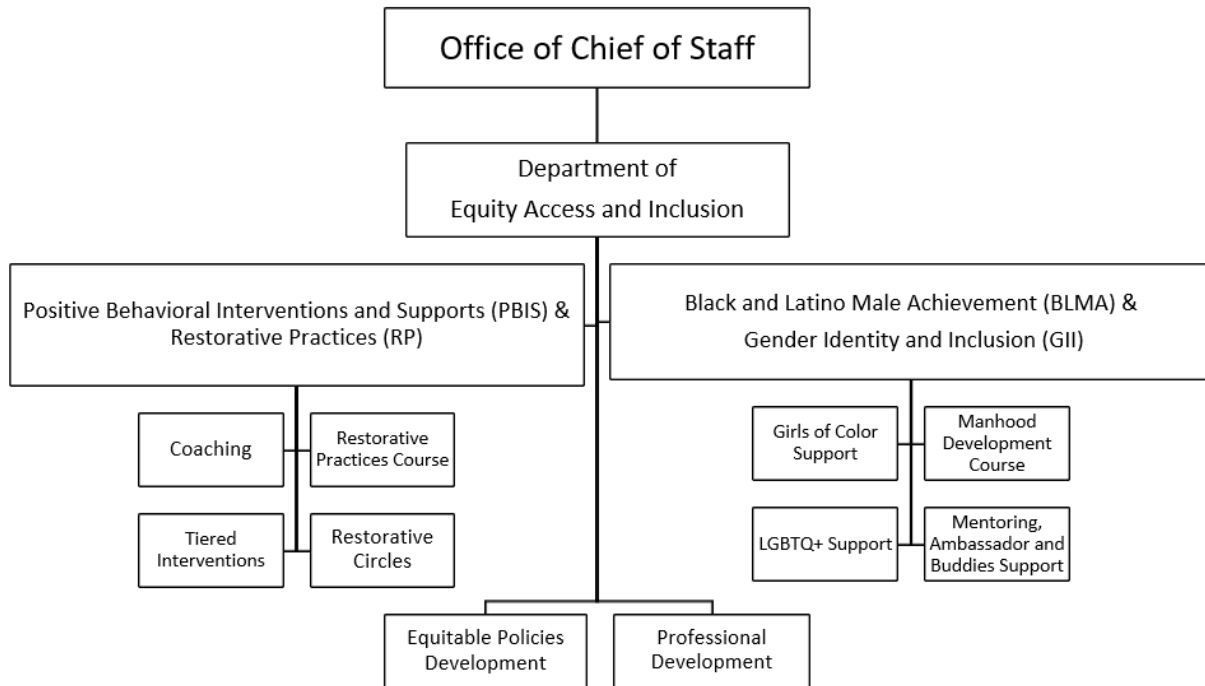 Office of Chief of Staff
Department of
Equity Access and Inclusion
Positive Behavioral Interventions and Supports (PBIS) &
Restorative Practices (RP)
Black and Latino Male Achievement (BLMA) &
Gender Identity and Inclusion (GII)
Coaching
Restorative
Practices Course
Tiered
Interventions
Restorative
Circles
Girls of Color
Support
Manhood
Development
Course
LGBTQ+ Support
Mentoring,
Ambassador and
Buddies Support
Equitable Policies
Development
Professional
Development